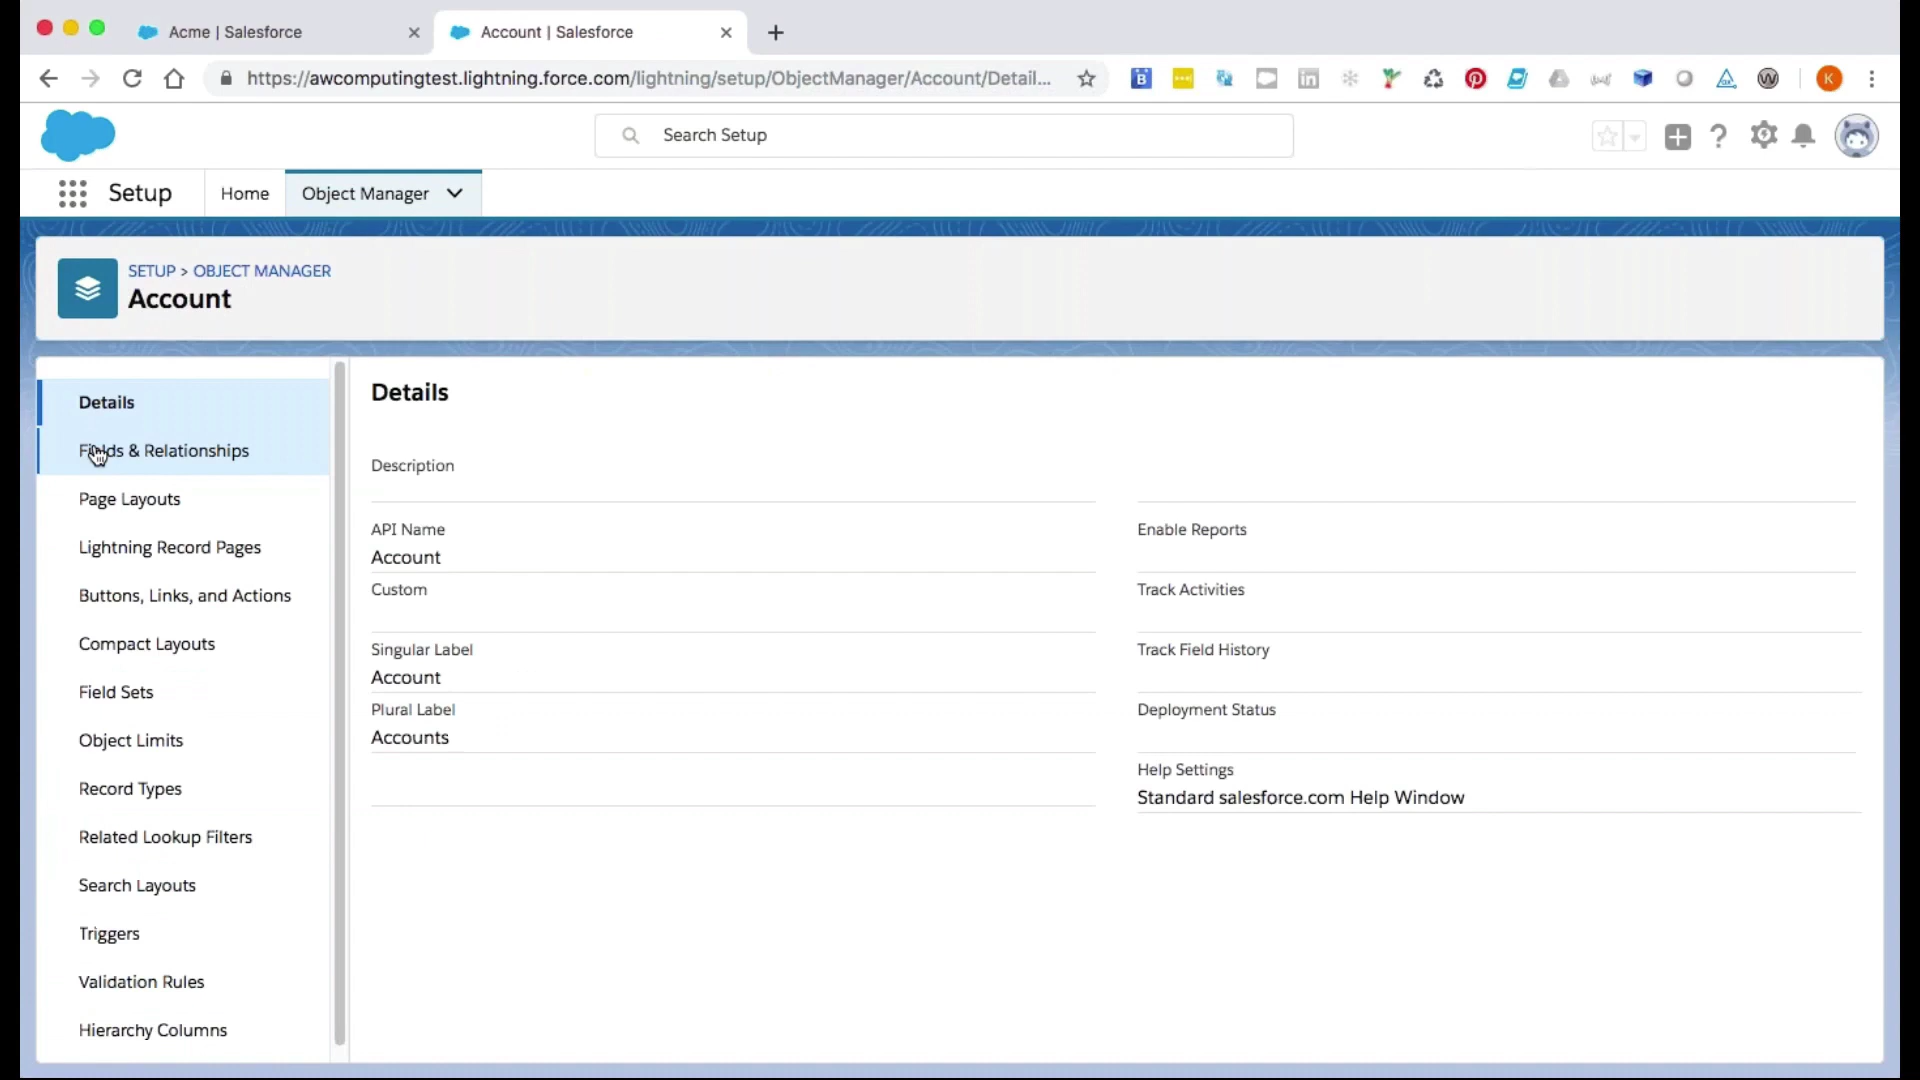 Acme | Salesforce
Account | Salesforce
https://awcomputingtest.lightning.force.com/lightning/setup/ObjectManager/Account/Detail...
K
Search Setup
Setup
Home
Object Manager
SETUP > OBJECT MANAGER
Account
Details
Fields & Relationships
Page Layouts
Lightning Record Pages
Buttons, Links, and Actions
Compact Layouts
Field Sets
Object Limits
Record Types
Related Lookup Filters
Search Layouts
Triggers
Validation Rules
Hierarchy Columns
Details
Description
API Name
Account
Custom
Singular Label
Account
Plural Label
Accounts
Enable Reports
Track Activities
Track Field History
Deployment Status
Help Settings
Standard salesforce.com Help Window